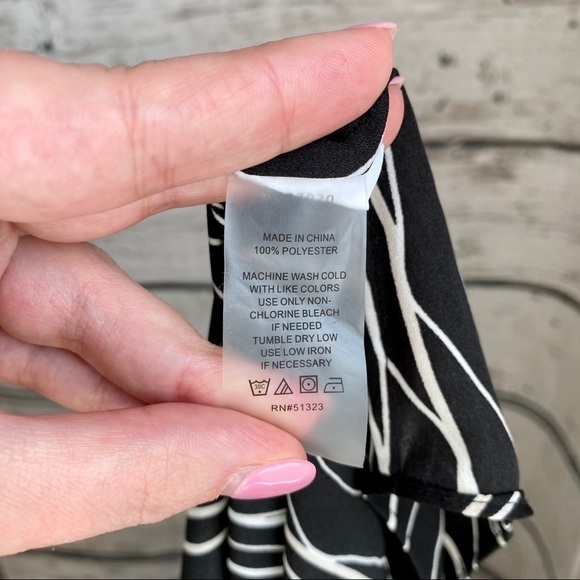 MADE IN CHINA
100% POLYESTER
MACHINE WASH COLD
WITH LIKE COLORS
USE ONLY NON-
CHLORINE BLEACH
IF NEEDED
TUMBLE DRY LOW
USE LOW IRON
IF NECESSARY
30C
RN#51323